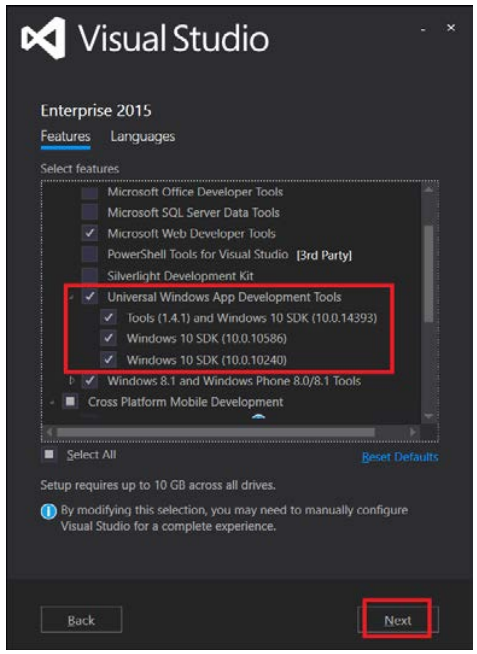 Visual Studio
Enterprise 2015
Features Languages
Select features
Microsoft Office Developer Tools
Microsoft SQL Server Data Tools
Microsoft Web Developer Tools
PowerShell Tools for Visual Studio [3rd Party]
Silverlight Development Kit
Universal Windows App Development Tools
Tools (1.4.1) and Windows 10 SDK (10.0.14393)
Windows 10 SDK (10.0.10586)
Windows 10 SDK (10.0.10240)
Windows 8.1 and Windows Phone 8.0/8.1 Tools
Cross Platform Mobile Development
Select All Reset Defaults
Setup requires up to 10 GB across all drives.
By modifying this selection, you may need to manually configure
Visual Studio for a complete experience.
Back Next